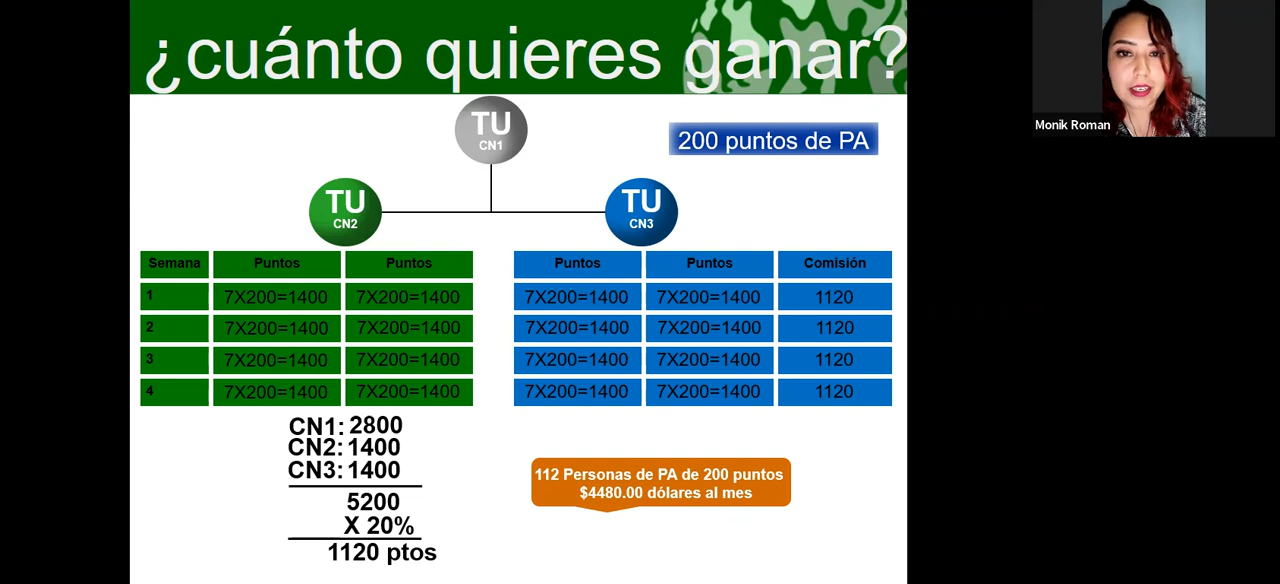 ¿cuánto quieres ganar?
Monik Roman
TU
CN1
200 puntos de PA
TU
CN2
TU
CN3
Semana Puntos Puntos Puntos Puntos Comisión
1 7X200=1400 7X200=1400 7X200=1400 7X200=1400 1120
2 7X200=1400 7X200=1400 7X200=1400 7X200=1400 1120
3 7X200=1400 7X200=1400 7X200=1400 7X200=1400 1120
4 7X200=1400 7X200=1400 7X200=1400 7X200=1400 1120
CN1: 2800
CN2: 1400
CN3: 1400
5200
X 20%
1120 ptos
112 Personas de PA de 200 puntos
$4480.00 dólares al mes